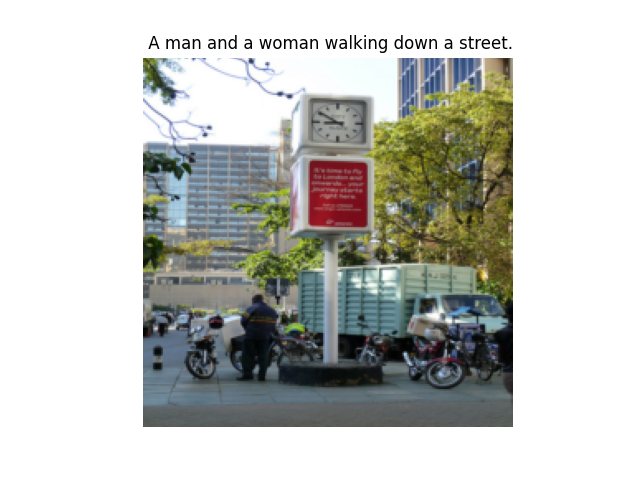 A man and a woman walking down a street.
It's time to fly
to London and
onwards... your
journey starts
right here.